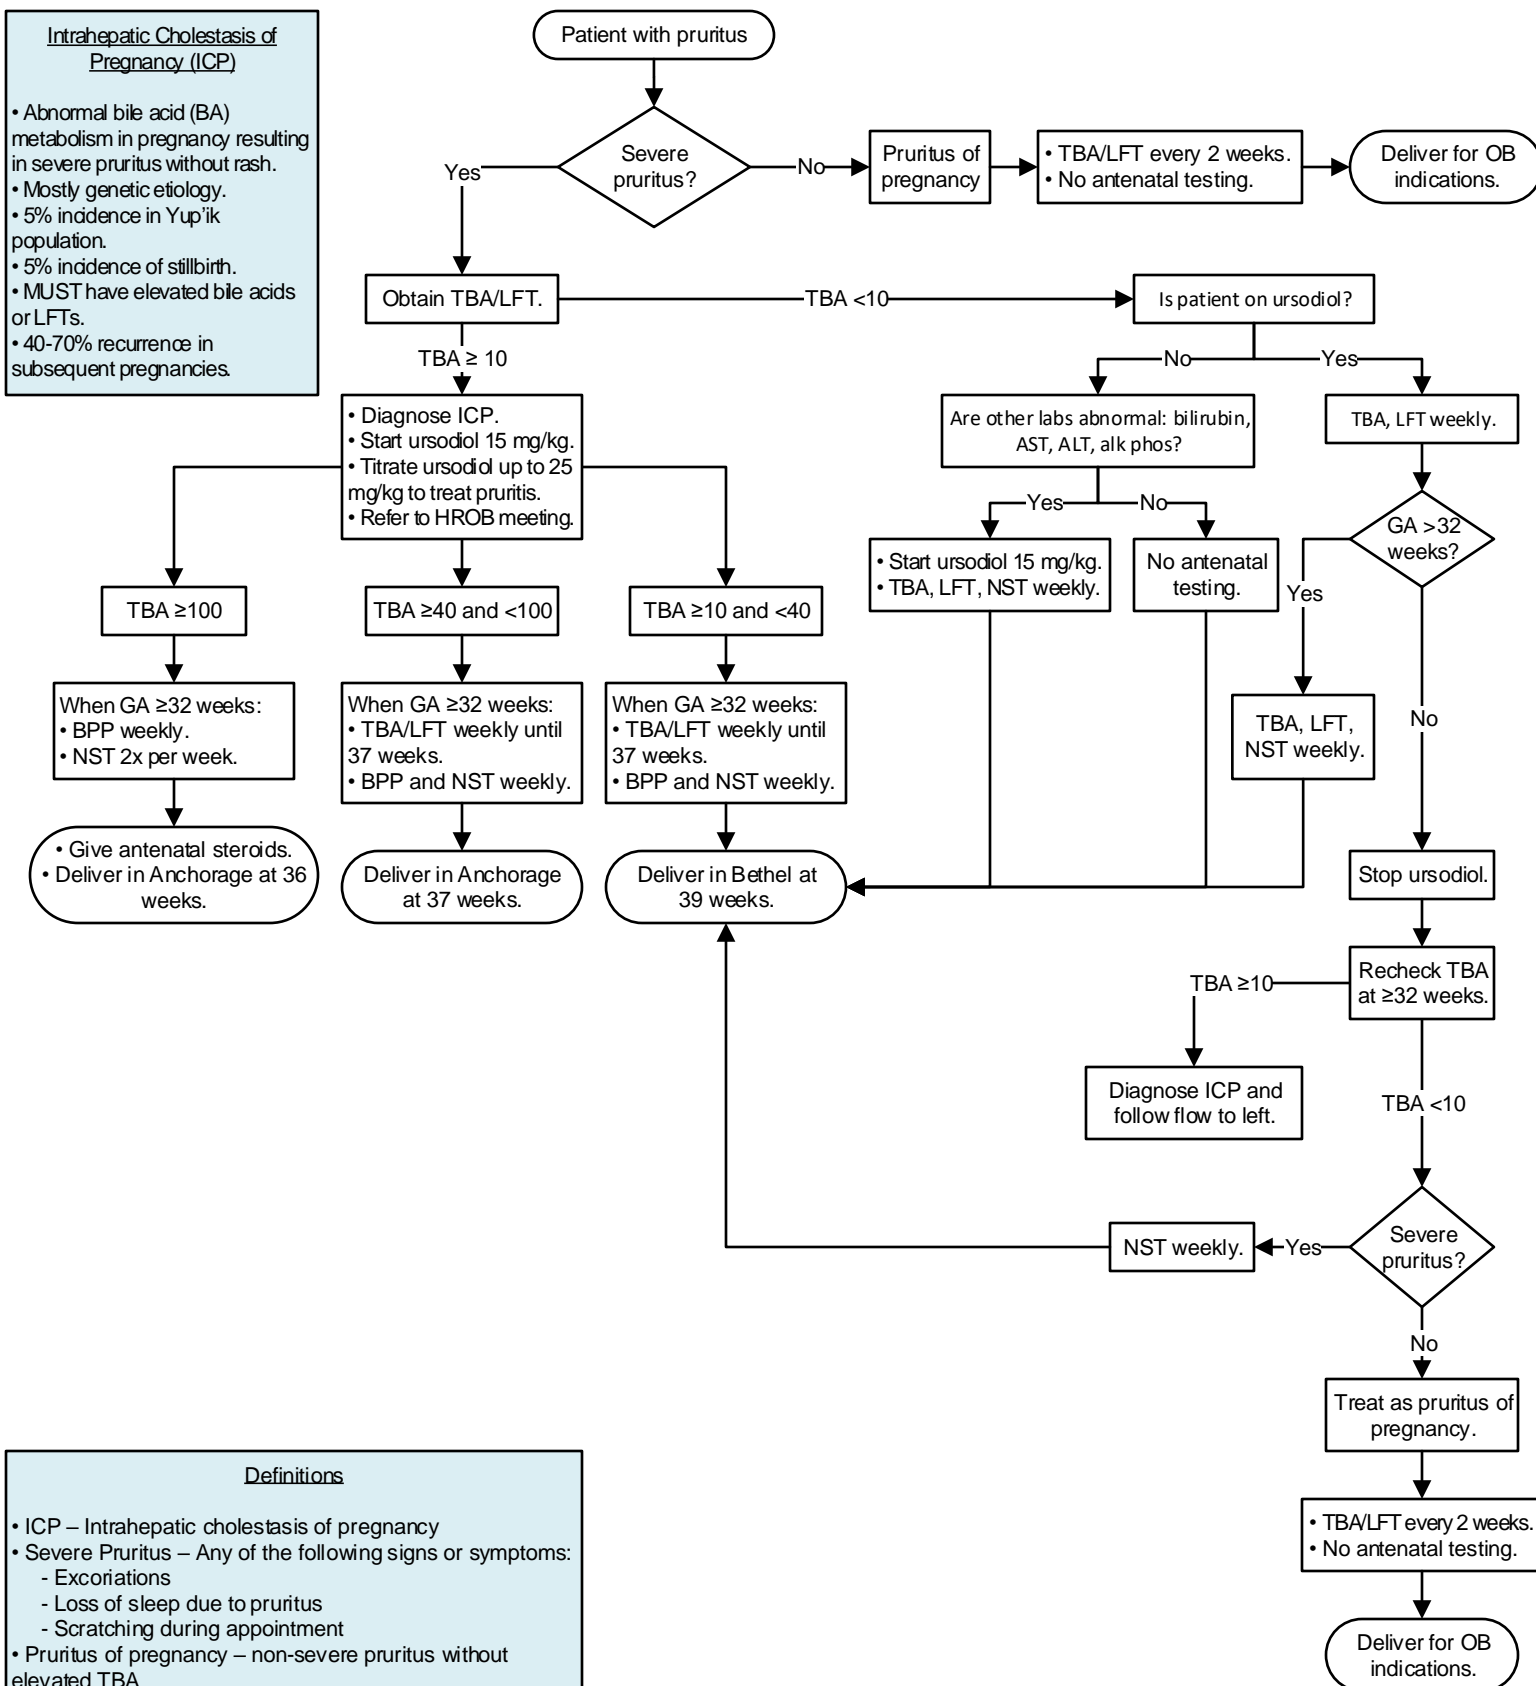 Intrahepatic Cholestasis of
Pregnancy (ICP)
• Abnormal bile acid (BA)
metabolism in pregnancy resulting
in severe pruritus without rash.
• Mostly genetic etiology.
• 5% incidence in Yup'ik
population.
• 5% incidence of stillbirth.
• MUST have elevated bile acids
or LFTs.
• 40-70% recurrence in
subsequent pregnancies.
Patient with pruritus
Severe
pruritus?
Yes
No
Pruritus of
pregnancy
• TBA/LFT every 2 weeks.
• No antenatal testing.
Deliver for OB
indications.
Obtain TBA/LFT.
TBA <10
Is patient on ursodiol?
TBA ≥ 10
No
Yes
• Diagnose ICP.
• Start ursodiol 15 mg/kg.
• Titrate ursodiol up to 25
mg/kg to treat pruritis.
• Refer to HROB meeting.
Are other labs abnormal: bilirubin,
AST, ALT, alk phos?
TBA, LFT weekly.
Yes
No
GA >32
weeks?
• Start ursodiol 15 mg/kg.
• TBA, LFT, NST weekly.
No antenatal
testing.
Yes
No
TBA ≥100
TBA ≥40 and <100
TBA ≥10 and <40
When GA ≥32 weeks:
• BPP weekly.
• NST 2x per week.
When GA ≥32 weeks:
• TBA/LFT weekly until
37 weeks.
• BPP and NST weekly.
When GA ≥32 weeks:
• TBA/LFT weekly until
37 weeks.
• BPP and NST weekly.
TBA, LFT,
NST weekly.
• Give antenatal steroids.
• Deliver in Anchorage at 36
weeks.
Deliver in Anchorage
at 37 weeks.
Deliver in Bethel at
39 weeks.
Stop ursodiol.
Recheck TBA
at ≥32 weeks.
TBA ≥10
Diagnose ICP and
follow flow to left.
TBA <10
Severe
pruritus?
Yes
NST weekly.
No
Treat as pruritus of
pregnancy.
• TBA/LFT every 2 weeks.
• No antenatal testing.
Deliver for OB
indications.
Definitions
• ICP – Intrahepatic cholestasis of pregnancy
• Severe Pruritus – Any of the following signs or symptoms:
- Excoriations
- Loss of sleep due to pruritus
- Scratching during appointment
• Pruritus of pregnancy – non-severe pruritus without
elevated TBA